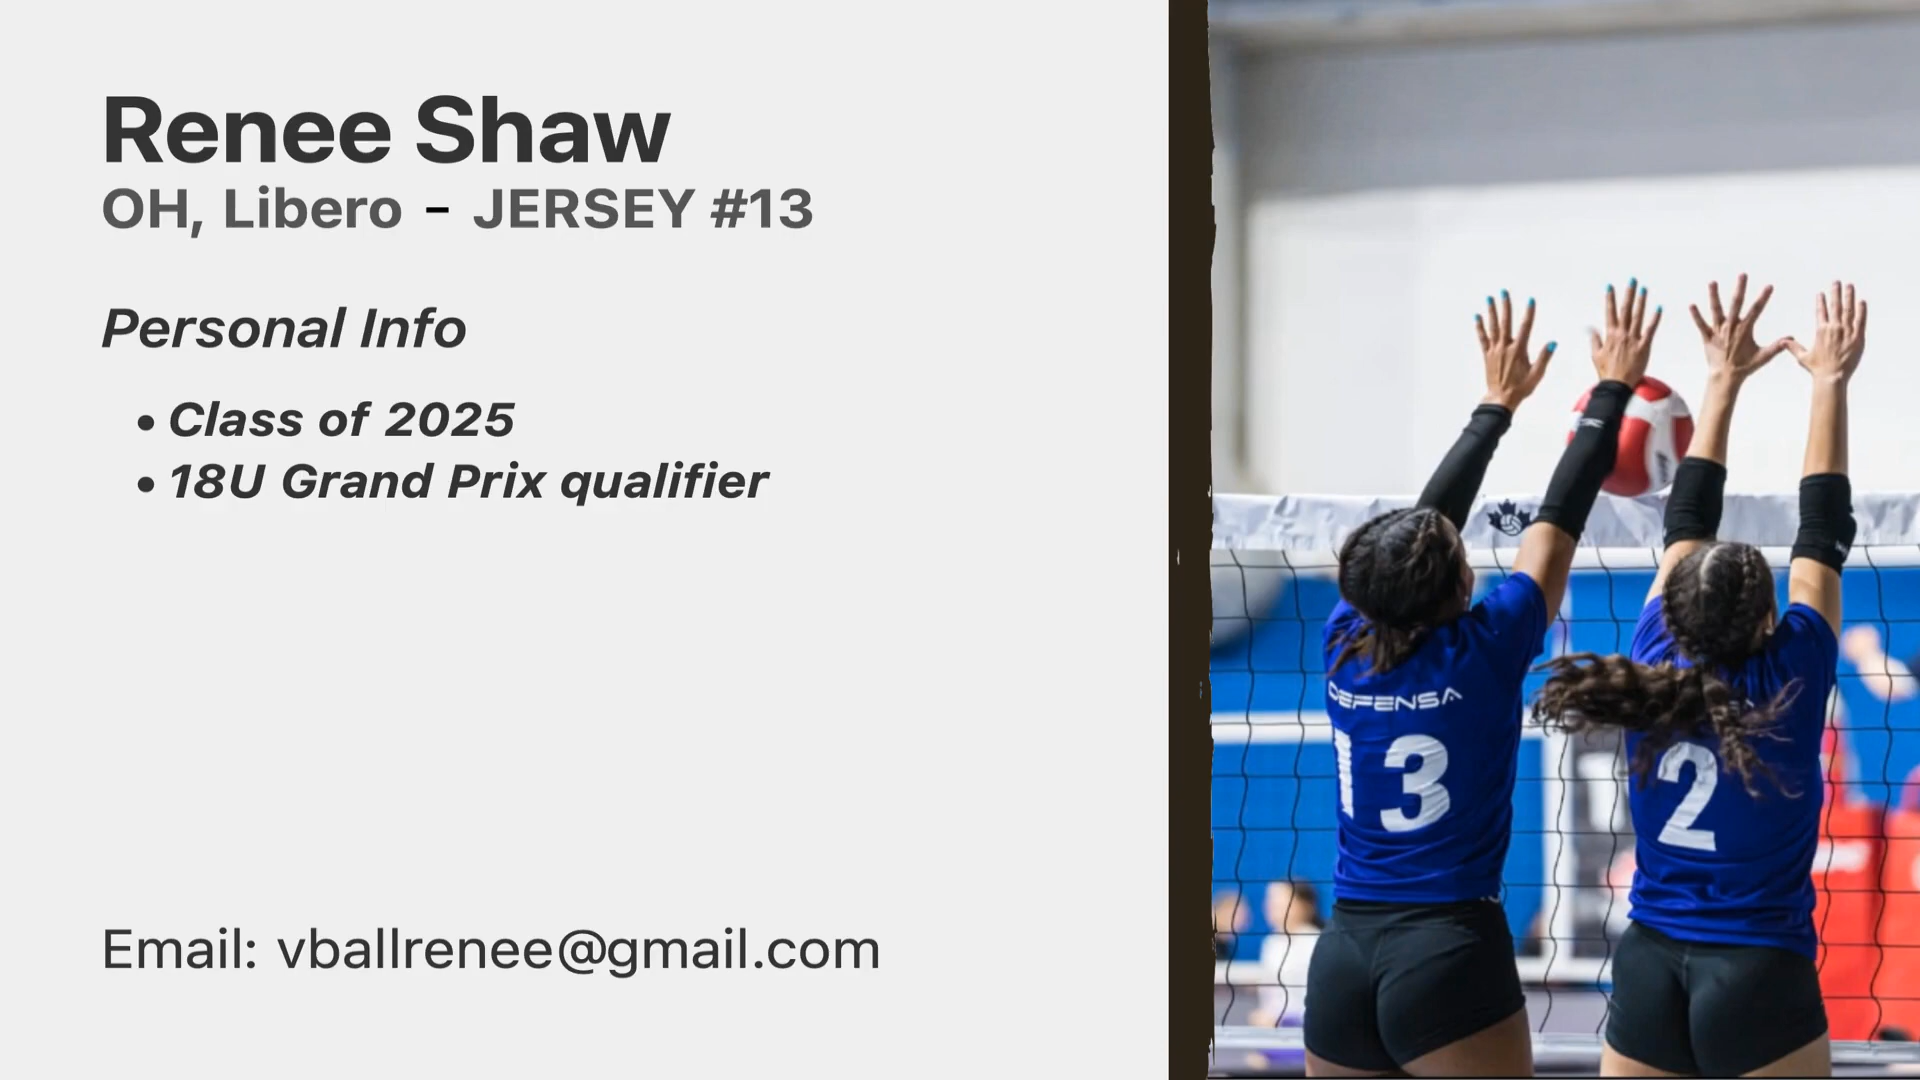 Renee Shaw
OH, Libero - JERSEY #13
Personal Info
• Class of 2025
• 18U Grand Prix qualifier
Email: vballrenee@gmail.com
DEFENSA
13
2